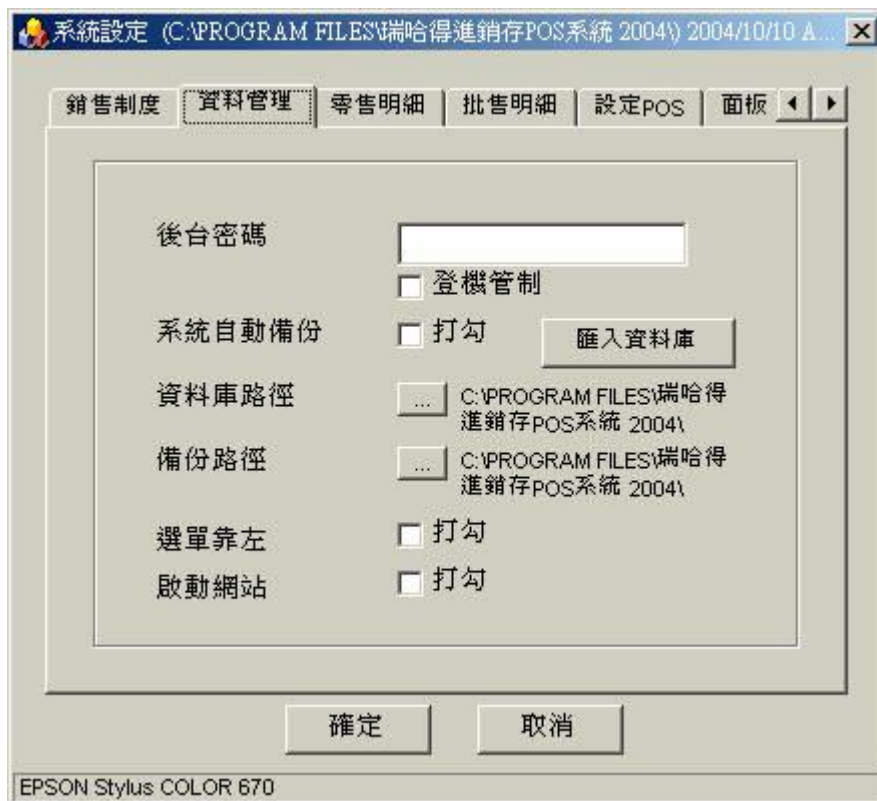 系統設定 (C:\PROGRAM FILES\瑞哈得進銷存POS系統 2004\) 2004/10/10 A...
銷售制度 資料管理 零售明細 批售明細 設定POS 面板
後台密碼
登機管制
系統自動備份 打勾 匯入資料庫
資料庫路徑 ... C:\PROGRAM FILES\瑞哈得
進銷存POS系統 2004\
備份路徑 ... C:\PROGRAM FILES\瑞哈得
進銷存POS系統 2004\
選單靠左 打勾
啟動網站 打勾
確定 取消
EPSON Stylus COLOR 670